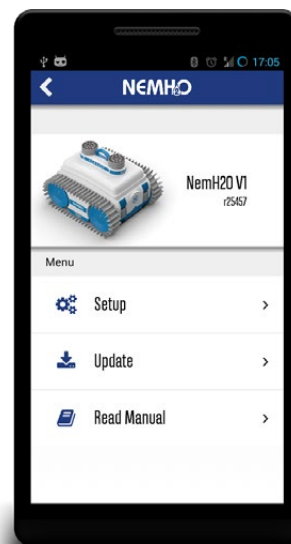 17:05
NEMH2O
NemH2O V1
r25457
Menu
Setup
Update
Read Manual